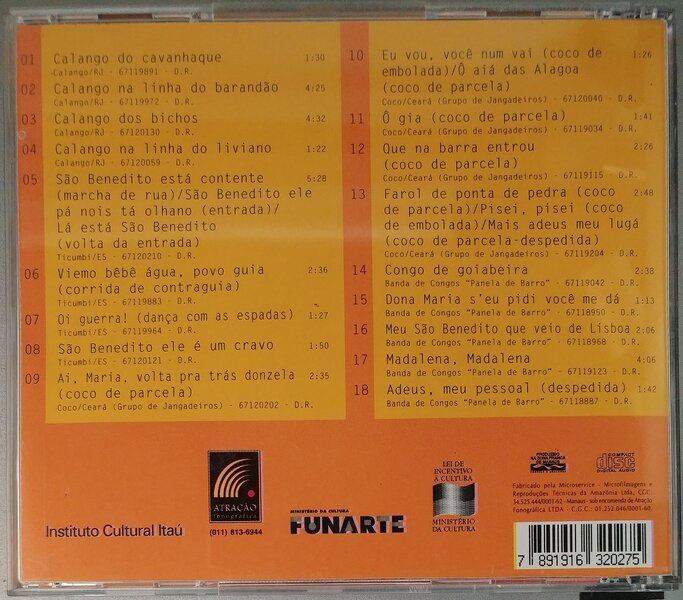 01 Calango do cavanhaque 1:30
Calango/RJ - 67119891 - D.R.
02 Calango na linha do barandão 4:25
Calango/RJ - 67119972 - D.R.
03 Calango dos bichos 4:32
Calango/RJ - 67120130 - D.R.
04 Calango na linha do liviano 1:22
Calango/RJ - 67120059 - D.R.
05 São Benedito está contente 5:28
(marcha de rua)/São Benedito ele
pá nois tá olhano (entrada)/
Lá está São Benedito
(volta da entrada)
Ticumbi/ES - 67120210 - D.R.
06 Viemo bêbê água, povo guia 2:36
(corrida de contraguia)
Ticumbi/ES - 67119883 - D.R.
07 Oi guerra! (dança com as espadas) 1:27
Ticumbi/ES - 67119964 - D.R.
08 São Benedito ele é um cravo 1:50
Ticumbi/ES - 67120121 - D.R.
09 Ai, Maria, volta pra trás donzela 2:35
(coco de parcela)
Coco/Ceará (Grupo de Jangadeiros) - 67120202 - D.R.
10 Eu vou, você num vai (coco de 1:26
embolada)/Ô aiá das Alagoa
(coco de parcela)
Coco/Ceará (Grupo de Jangadeiros) - 67120040 - D.R.
11 Ô gia (coco de parcela) 1:41
Coco/Ceará (Grupo de Jangadeiros) - 67119034 - D.R.
12 Que na barra entrou 2:26
(coco de parcela)
Coco/Ceará (Grupo de Jangadeiros) - 67119115 - D.R.
13 Farol de ponta de pedra (coco 2:48
de parcela)/Pisei, pisei (coco
de embolada)/Mais adeus meu lugá
(coco de parcela-despedida)
Coco/Ceará (Grupo de Jangadeiros) - 67119204 - D.R.
14 Congo de goiabeira 2:38
Banda de Congos "Panela de Barro" - 67119042 - D.R.
15 Dona Maria s'eu pidi você me dá 1:13
Banda de Congos "Panela de Barro" - 67118950 - D.R.
16 Meu São Benedito que veio de Lisboa 2:06
Banda de Congos "Panela de Barro" - 67118968 - D.R.
17 Madalena, Madalena 4:06
Banda de Congos "Panela de Barro" - 67119123 - D.R.
18 Adeus, meu pessoal (despedida) 1:42
Banda de Congos "Panela de Barro" - 67118887 - D.R.
Instituto Cultural Itaú
ATRAÇÃO
fonográfica
(011) 813-6944
MINISTÉRIO DA CULTURA
FUNARTE
LEI DE
INCENTIVO
À CULTURA
MINISTÉRIO
DA CULTURA
PRODUZIDO
NA ZONA FRANCA
DE MANAUS
COMPACT
disc
DIGITAL AUDIO
Fabricado pela Microservice - Microfilmagens e
Reproduções Técnicas da Amazônia Ltda, CGC.
34.525.444/0001-62 - Manaus - sob encomenda de Atração
Fonográfica LTDA - C.G.C.: 01.252.046/0001-60.
7 891916 320275